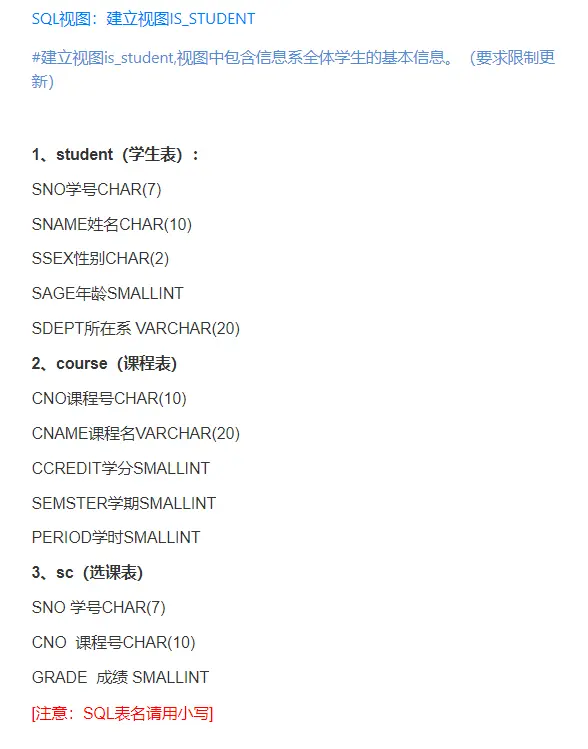 SQL视图：建立视图IS_STUDENT
#建立视图is_student,视图中包含信息系全体学生的基本信息。（要求限制更
新）
1、student（学生表）：
SNO学号CHAR(7)
SNAME姓名CHAR(10)
SSEX性别CHAR(2)
SAGE年龄SMALLINT
SDEPT所在系 VARCHAR(20)
2、course（课程表）
CNO课程号CHAR(10)
CNAME课程名VARCHAR(20)
CCREDIT学分SMALLINT
SEMSTER学期SMALLINT
PERIOD学时SMALLINT
3、sc（选课表）
SNO 学号CHAR(7)
CNO  课程号CHAR(10)
GRADE  成绩 SMALLINT
[注意：SQL表名请用小写]